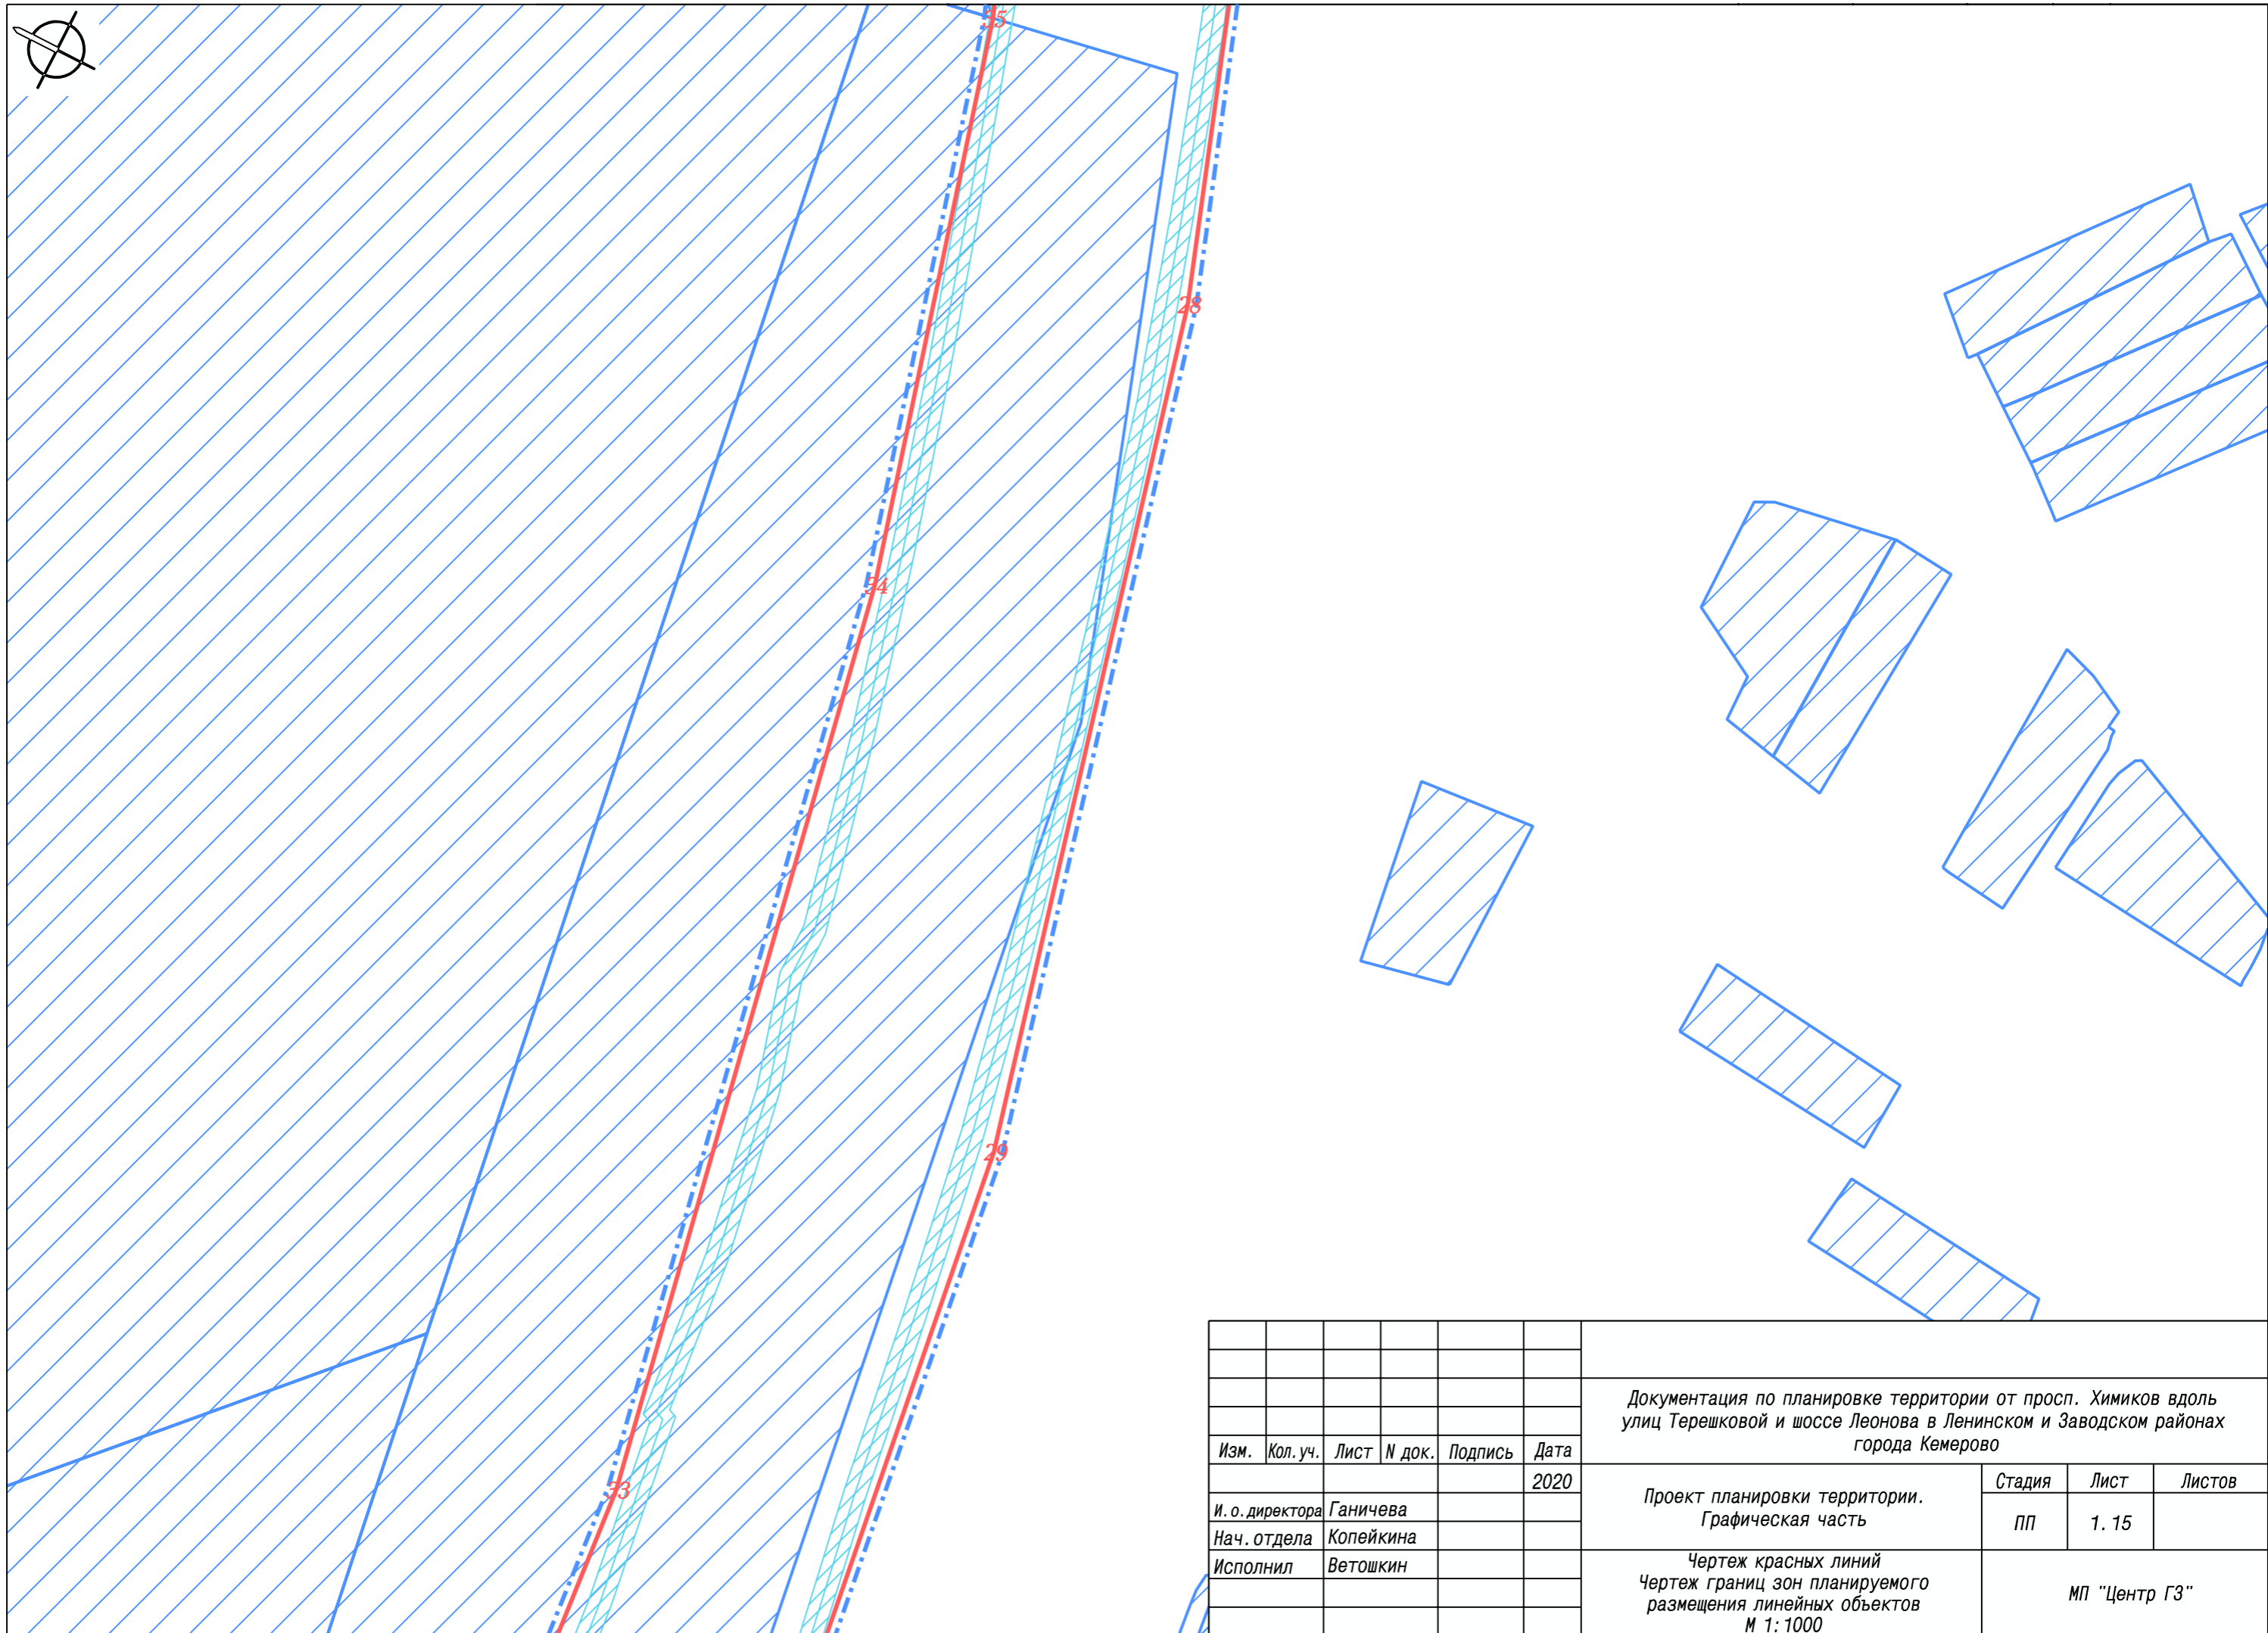 35
28
34
29
33
Документация по планировке территории от просп. Химиков вдоль
улиц Терешковой и шоссе Леонова в Ленинском и Заводском районах
города Кемерово
Изм. Кол.уч. Лист N док. Подпись Дата
2020
Проект планировки территории.
Графическая часть
Стадия Лист Листов
ПП 1.15
И.о.директора Ганичева
Нач.отдела Копейкина
Исполнил Ветошкин
Чертеж красных линий
Чертеж границ зон планируемого
размещения линейных объектов
М 1:1000
МП "Центр ГЗ"